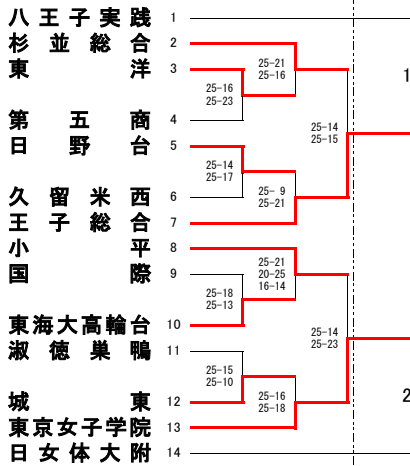 八王子実践 1
杉並総合 2
東洋 3
25-21
25-16
1
25-16
25-23
第五商 4
25-14
25-15
日野台 5
25-14
25-17
久留米西 6
25- 9
25-21
王子総合 7
小平 8
国際 9
25-21
20-25
16-14
25-18
25-13
東海大高輪台 10
25-14
25-23
淑徳巣鴨 11
25-15
25-10
2
城東 12
25-16
25-18
東京女子学院 13
日女体大附 14